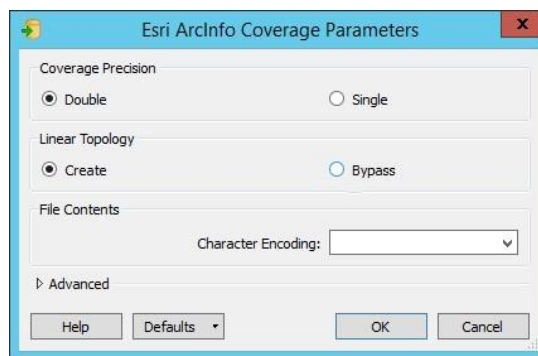 Esri ArcInfo Coverage Parameters
x
Coverage Precision
Double
Single
Linear Topology
Create
Bypass
File Contents
Character Encoding:
Advanced
Help
Defaults
OK
Cancel